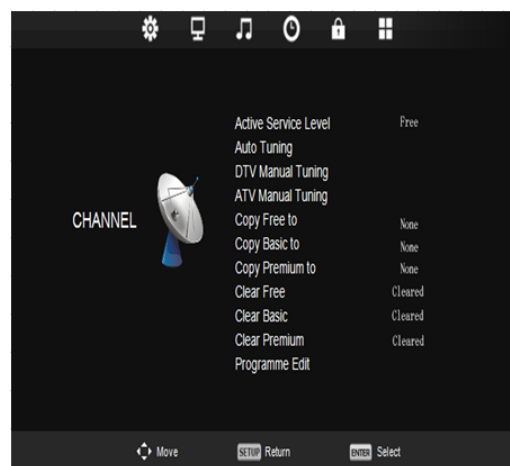 Active Service Level Free
Auto Tuning
DTV Manual Tuning
ATV Manual Tuning
CHANNEL
Copy Free to None
Copy Basic to None
Copy Premium to None
Clear Free Cleared
Clear Basic Cleared
Clear Premium Cleared
Programme Edit
Move SETUP Return ENTER Select